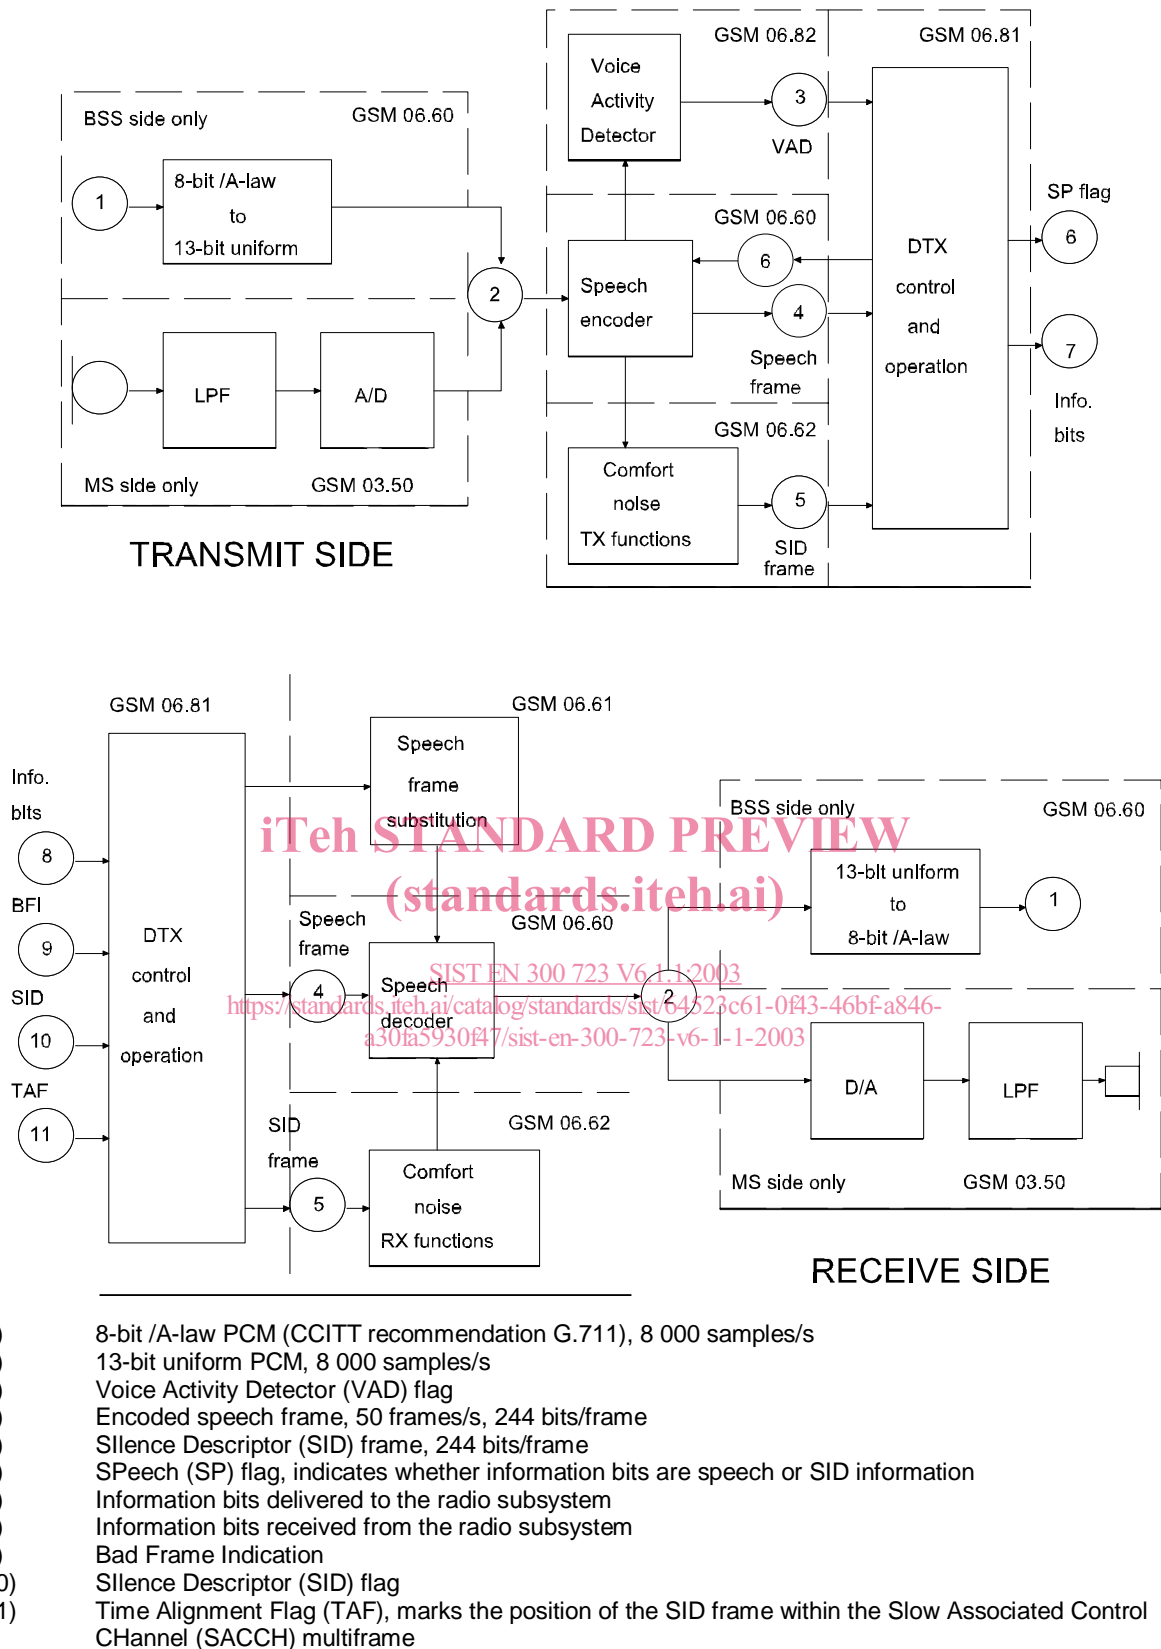 GSM 06.82
GSM 06.81
Voice
Activity
Detector
3
VAD
BSS side only
GSM 06.60
1
8-bit /A-law
to
13-bit uniform
2
GSM 06.60
6
Speech
encoder
4
Speech
frame
DTX
control
and
operation
SP flag
6
7
Info.
bits
LPF
A/D
MS side only
GSM 03.50
GSM 06.62
Comfort
noise
TX functions
5
SID
frame
TRANSMIT SIDE
GSM 06.81
GSM 06.61
Speech
frame
substitution
Info.
bits
8
BFI
9
SID
10
TAF
11
DTX
control
and
operation
iTeh STANDARD PREVIEW
(standards.iteh.ai)
SIST EN 300 723 V6.1.1:2003
https://standards.iteh.ai/catalog/standards/sist/64523c61-0f43-46bf-a846-
a30fa5930f47/sist-en-300-723-v6-1-1-2003
Speech
frame
GSM 06.60
4
Speech
decoder
2
BSS side only
GSM 06.60
13-bit uniform
to
8-bit /A-law
1
D/A
LPF
MS side only
GSM 03.50
GSM 06.62
SID
frame
5
Comfort
noise
RX functions
RECEIVE SIDE
) 8-bit /A-law PCM (CCITT recommendation G.711), 8 000 samples/s
) 13-bit uniform PCM, 8 000 samples/s
) Voice Activity Detector (VAD) flag
) Encoded speech frame, 50 frames/s, 244 bits/frame
) SIlence Descriptor (SID) frame, 244 bits/frame
) SPeech (SP) flag, indicates whether information bits are speech or SID information
) Information bits delivered to the radio subsystem
) Information bits received from the radio subsystem
) Bad Frame Indication
0) SIlence Descriptor (SID) flag
1) Time Alignment Flag (TAF), marks the position of the SID frame within the Slow Associated Control
CHannel (SACCH) multiframe